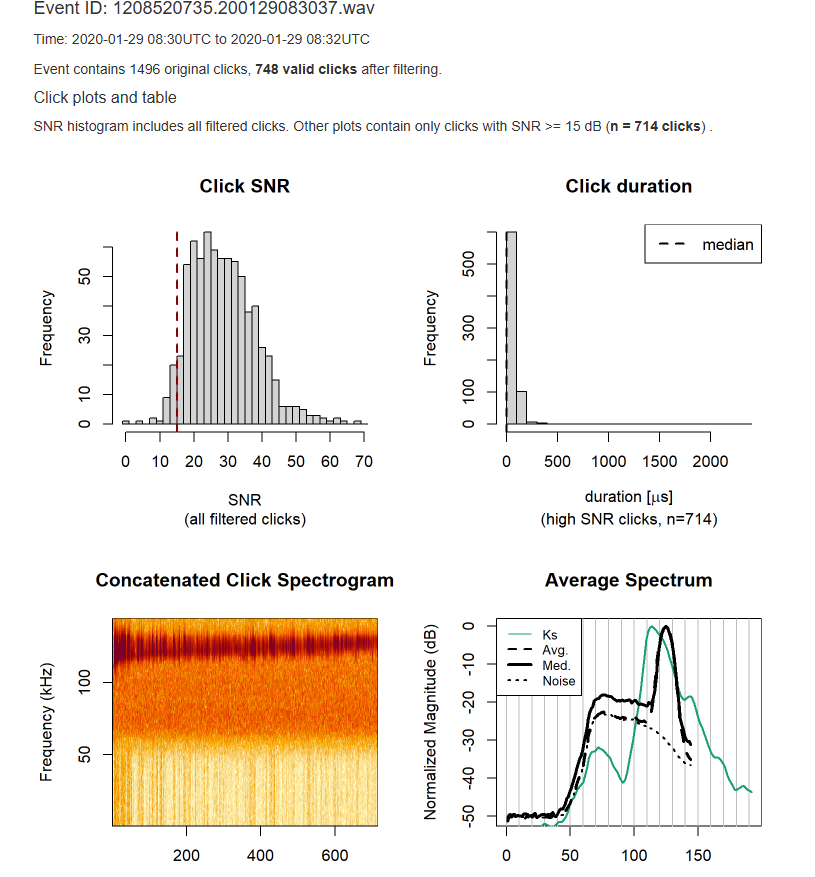 Event ID: 1208520735.200129083037.wav
Time: 2020-01-29 08:30UTC to 2020-01-29 08:32UTC
Event contains 1496 original clicks, 748 valid clicks after filtering.
Click plots and table
SNR histogram includes all filtered clicks. Other plots contain only clicks with SNR >= 15 dB (n = 714 clicks) .
Click SNR
Frequency
50
30
10
0
0 10 20 30 40 50 60 70
SNR
(all filtered clicks)
Click duration
median
Frequency
500
300
100
0
0 500 1000 1500 2000
duration [µs]
(high SNR clicks, n=714)
Concatenated Click Spectrogram
Frequency (kHz)
100
50
200 400 600
Average Spectrum
Ks
Avg.
Med.
Noise
Normalized Magnitude (dB)
0
-10
-20
-30
-40
-50
0 50 100 150